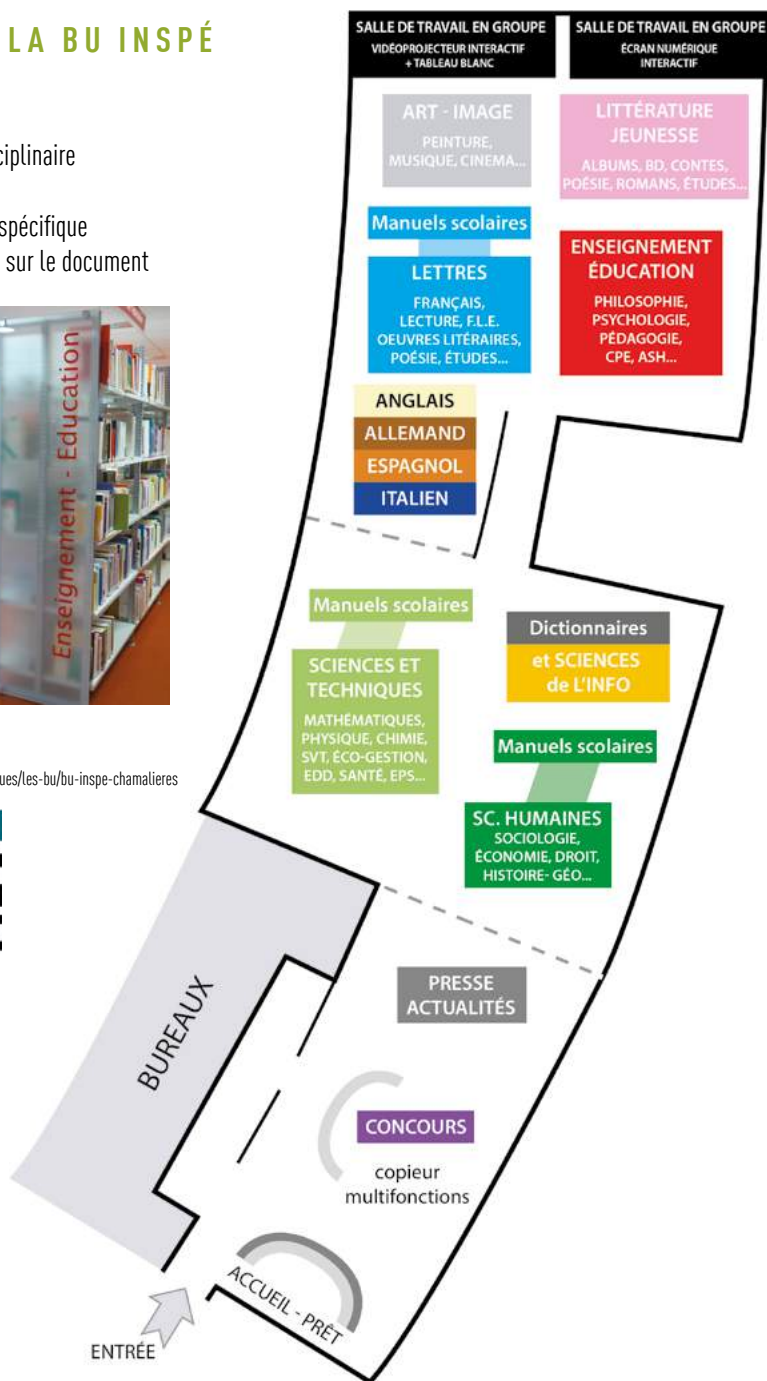 LA BU INSPÉ
ciplinaire
spécifique
sur le document
Enseignement - Education
ues/les-bu/bu-inspe-chamalieres
SALLE DE TRAVAIL EN GROUPE
VIDÉOPROJECTEUR INTERACTIF
+ TABLEAU BLANC
SALLE DE TRAVAIL EN GROUPE
ÉCRAN NUMÉRIQUE
INTERACTIF
ART - IMAGE
PEINTURE,
MUSIQUE, CINEMA...
LITTÉRATURE
JEUNESSE
ALBUMS, BD, CONTES,
POÉSIE, ROMANS, ÉTUDES...
Manuels scolaires
LETTRES
FRANÇAIS,
LECTURE, F.L.E.
OEUVRES LITÉRAIRES,
POÉSIE, ÉTUDES...
ENSEIGNEMENT
ÉDUCATION
PHILOSOPHIE,
PSYCHOLOGIE,
PÉDAGOGIE,
CPE, ASH...
ANGLAIS
ALLEMAND
ESPAGNOL
ITALIEN
Manuels scolaires
SCIENCES ET
TECHNIQUES
MATHÉMATIQUES,
PHYSIQUE, CHIMIE,
SVT, ÉCO-GESTION,
EDD, SANTÉ, EPS...
Dictionnaires
et SCIENCES
de L'INFO
Manuels scolaires
SC. HUMAINES
SOCIOLOGIE,
ÉCONOMIE, DROIT,
HISTOIRE- GÉO...
BUREAUX
PRESSE
ACTUALITÉS
CONCOURS
copieur
multifonctions
ACCUEIL - PRÊT
ENTRÉE